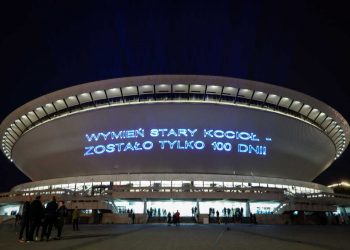 WYMIEŃ STARY KOCIOŁ -
ZOSTAŁO TYLKO 100 DNI!